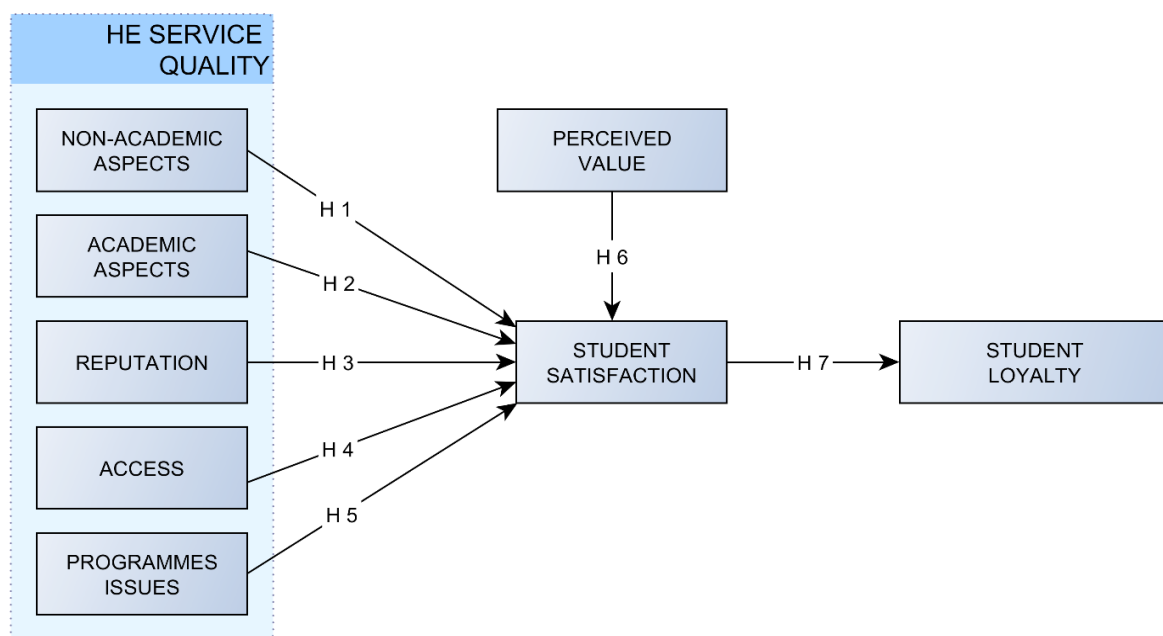 HE SERVICE
QUALITY
NON-ACADEMIC
ASPECTS
ACADEMIC
ASPECTS
REPUTATION
ACCESS
PROGRAMMES
ISSUES
H 1
H 2
H 3
H 4
H 5
PERCEIVED
VALUE
H 6
STUDENT
SATISFACTION
H 7
STUDENT
LOYALTY